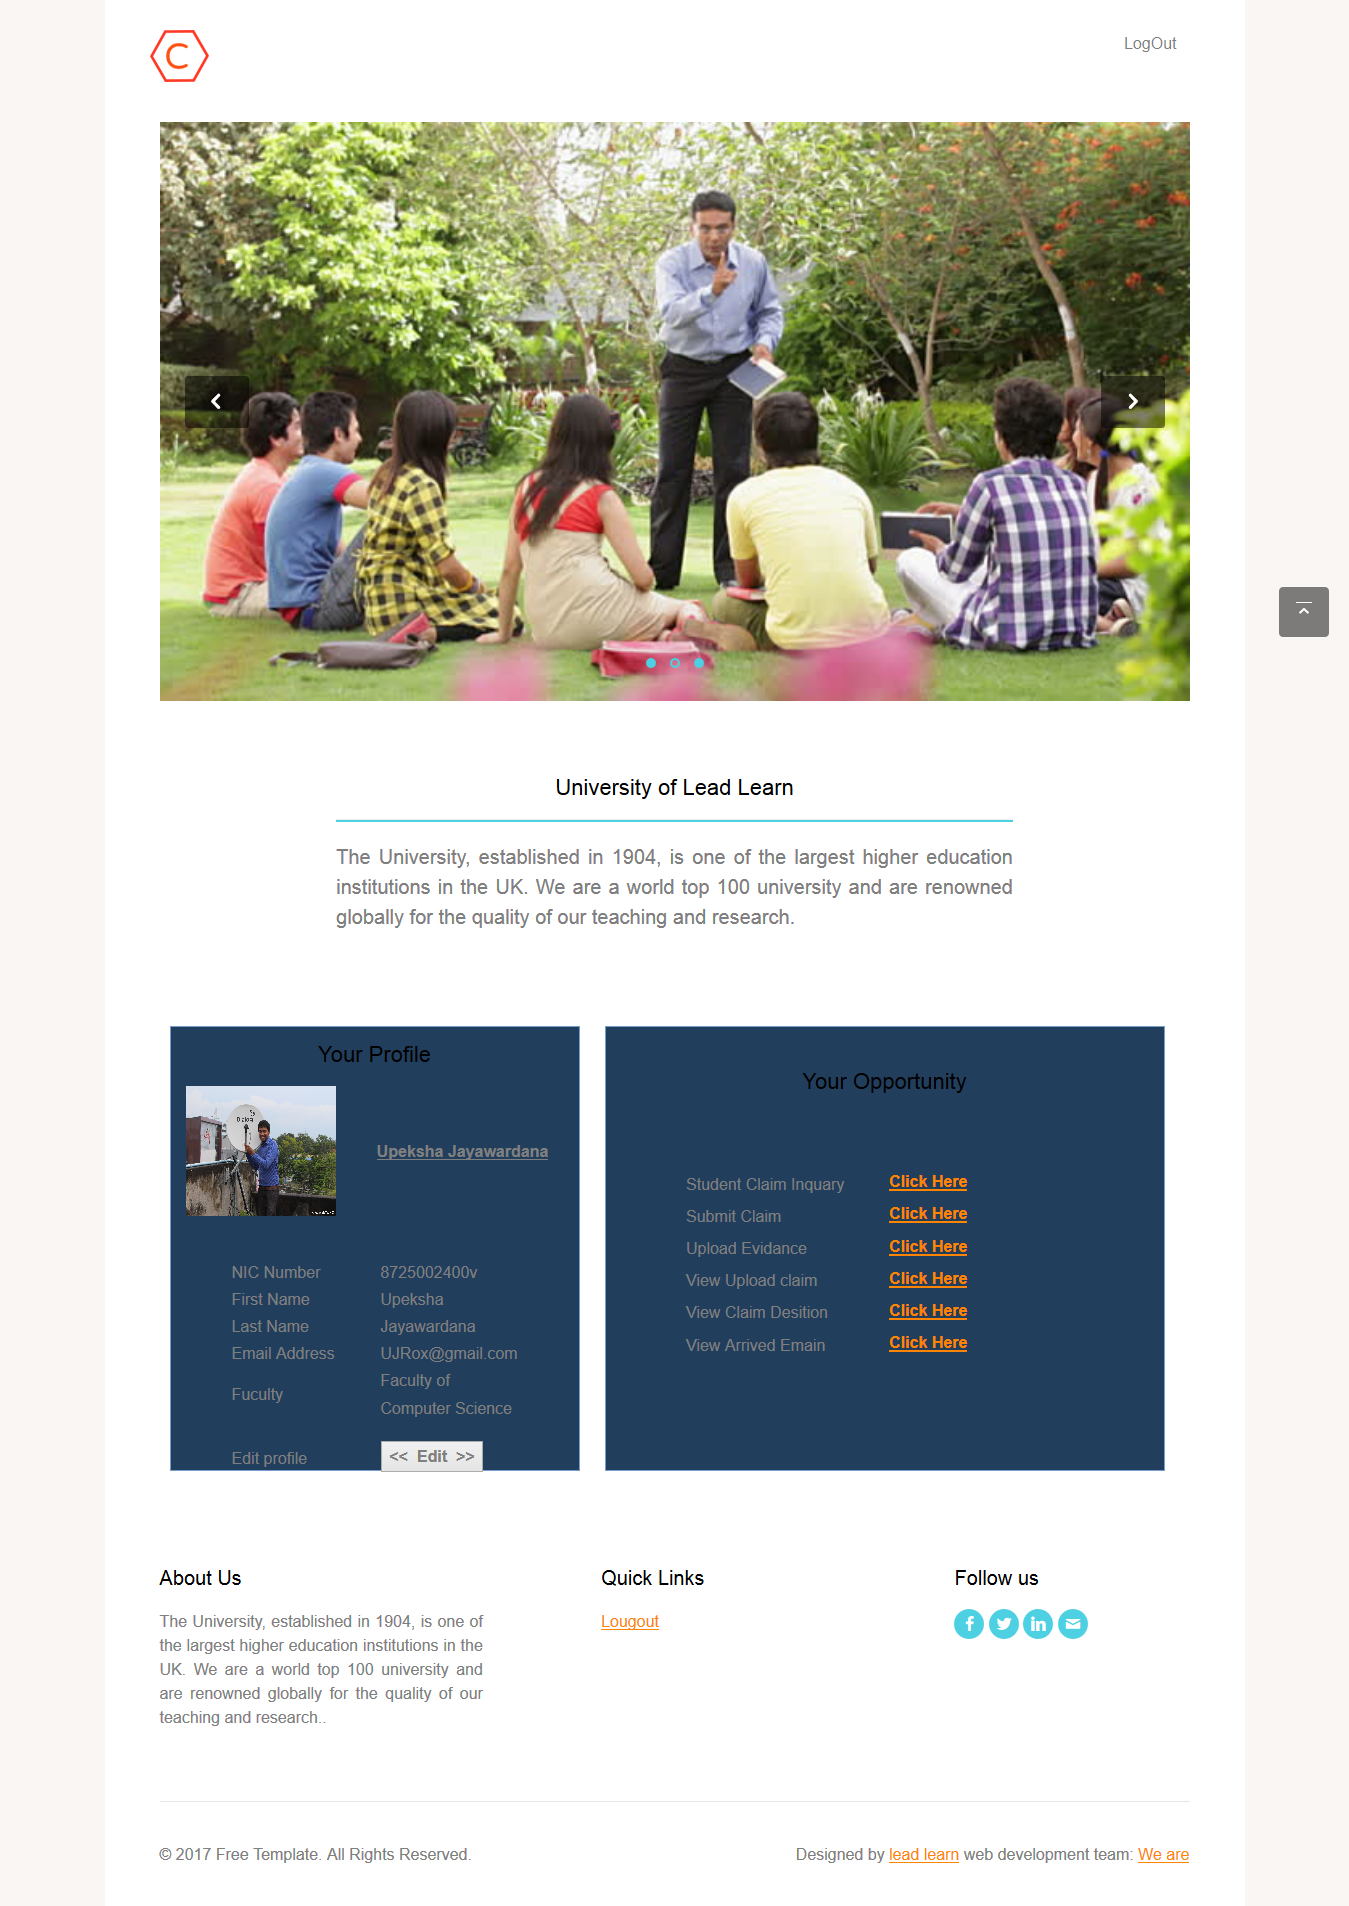 C
LogOut
University of Lead Learn
The University, established in 1904, is one of the largest higher education
institutions in the UK. We are a world top 100 university and are renowned
globally for the quality of our teaching and research.
Your Profile
Upeksha Jayawardana
NIC Number 8725002400v
First Name Upeksha
Last Name Jayawardana
Email Address UJRox@gmail.com
Fuculty Faculty of
Computer Science
Edit profile << Edit >>
Your Opportunity
Student Claim Inquary Click Here
Submit Claim Click Here
Upload Evidance Click Here
View Upload claim Click Here
View Claim Desition Click Here
View Arrived Emain Click Here
About Us
The University, established in 1904, is one of
the largest higher education institutions in the
UK. We are a world top 100 university and
are renowned globally for the quality of our
teaching and research..
Quick Links
Lougout
Follow us
© 2017 Free Template. All Rights Reserved.
Designed by lead learn web development team: We are